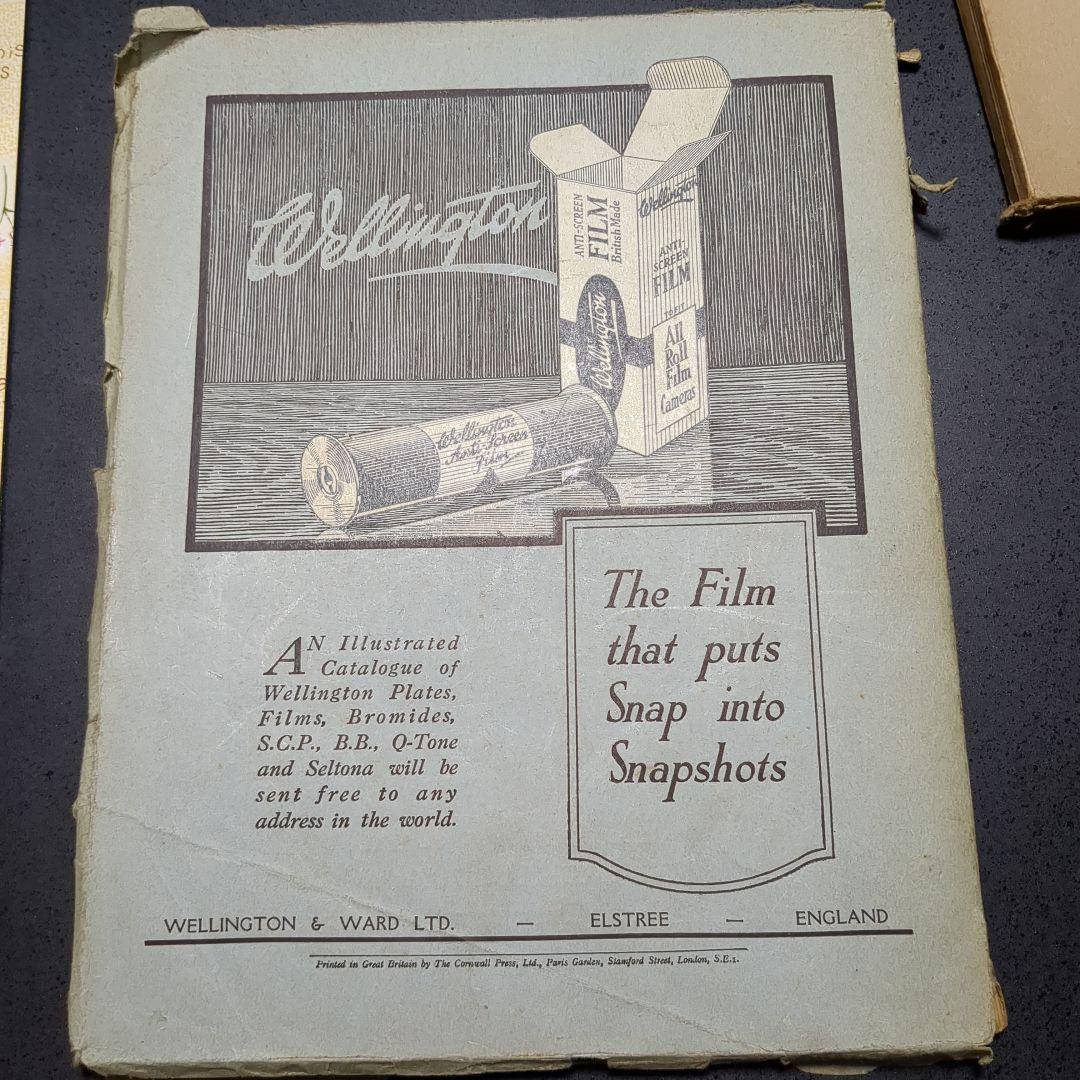 Wellington
ANTI-SCREEN
FILM
British Made
Wellington
Wellington
ANTI-
SCREEN
FILM
TO FIT
All
Roll
Film
Cameras
Wellington
Anti-Screen
Film
The Film
that puts
Snap into
Snapshots
AN Illustrated
Catalogue of
Wellington Plates,
Films, Bromides,
S.C.P., B.B., Q-Tone
and Seltona will be
sent free to any
address in the world.
WELLINGTON & WARD LTD. — ELSTREE — ENGLAND
Printed in Great Britain by The Cornwall Press, Ltd., Paris Garden, Stamford Street, London, S.E.1.